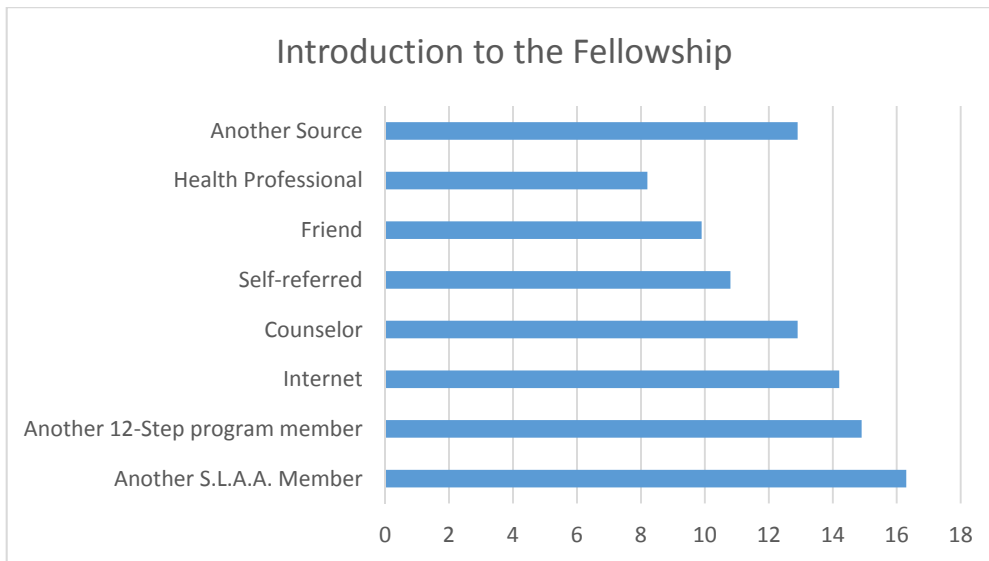 Introduction to the Fellowship
Another Source
Health Professional
Friend
Self-referred
Counselor
Internet
Another 12-Step program member
Another S.L.A.A. Member
0 2 4 6 8 10 12 14 16 18